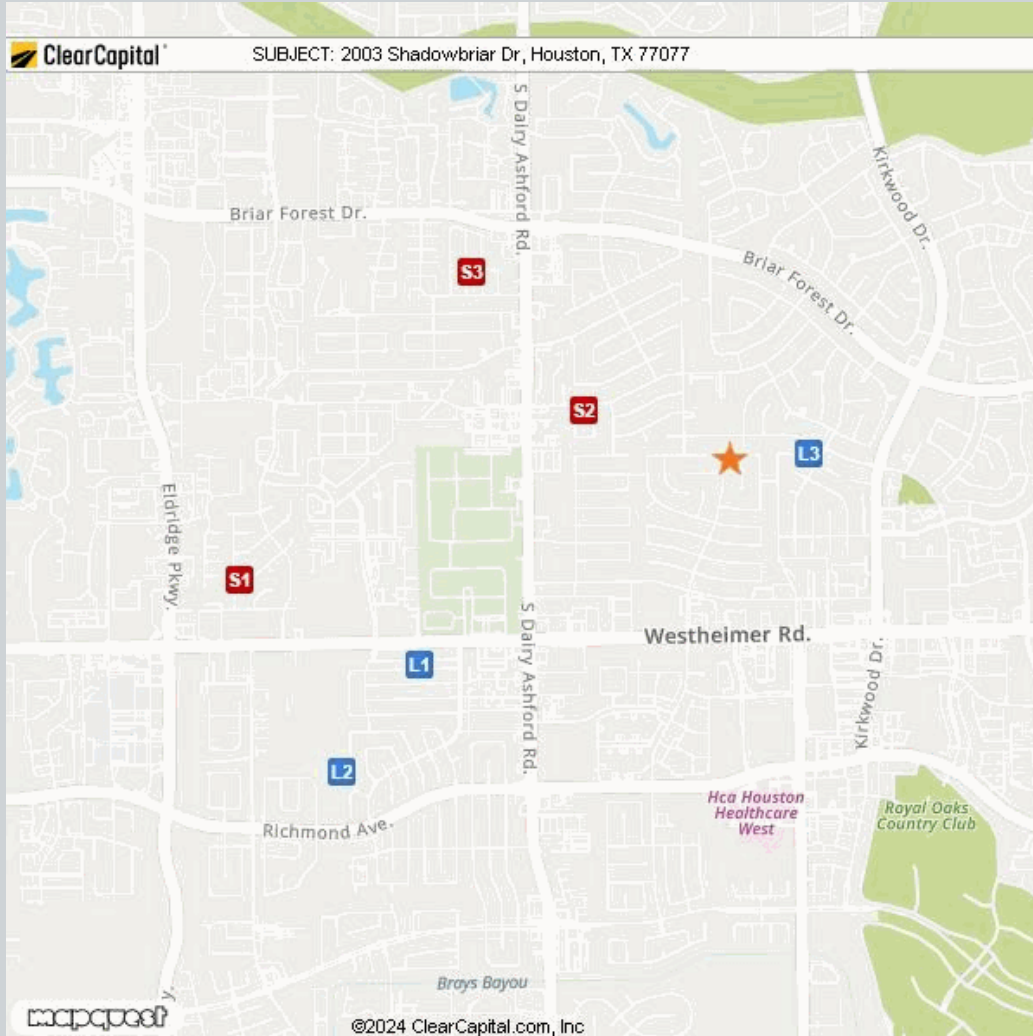 ClearCapital
SUBJECT: 2003 Shadowbriar Dr, Houston, TX 77077
S Dairy Ashford Rd.
Kirkwood Dr.
Briar Forest Dr.
S3
Briar Forest Dr.
S2
L3
Eldridge Pkwy.
S1
S Dairy Ashford Rd.
Westheimer Rd.
L1
Kirkwood Dr.
L2
Hca Houston
Healthcare
West
Royal Oaks
Country Club
Richmond Ave.
Brays Bayou
y.
mapquest
©2024 ClearCapital.com, Inc